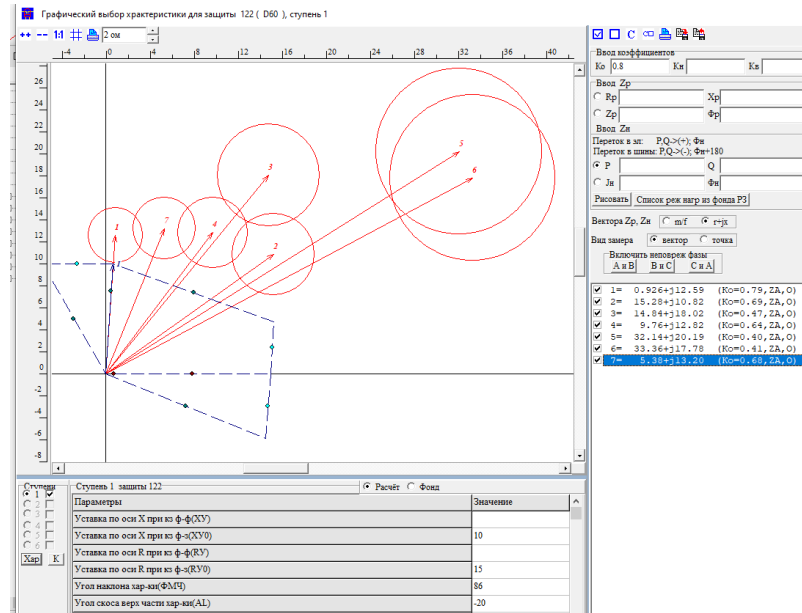 Графический выбор храктеристики для защиты 122 ( D60 ), ступень 1
++ -- 1:1 2 ом
-4 0 4 8 12 16 20 24 28 32 36 40
26
24
22
20
18
16
14
12
10
8
6
4
2
0
-2
-4
-6
-8
1 7 4 3 2 5 6
1
Ввод коэффициентов
Ко 0.8 Кн Кв
Ввод Zp
Rp Xp
Zp Фp
Ввод Zн
Переток в эл: P,Q->(+); Фн
Переток в шины: P,Q->(-); Фн+180
P Q
Jн Фн
Рисовать Список реж нагр из фонда РЗ
Вектора Zp, Zн m/f r+jx
Вид замера вектор точка
Включить неповреж фазы
А и В В и С С и А
1= 0.926+j12.59 (Ko=0.79,ZA,O)
2= 15.28+j10.82 (Ko=0.69,ZA,O)
3= 14.84+j18.02 (Ko=0.47,ZA,O)
4= 9.76+j12.82 (Ko=0.64,ZA,O)
5= 32.14+j20.19 (Ko=0.40,ZA,O)
6= 33.36+j17.78 (Ko=0.41,ZA,O)
7= 5.38+j13.20 (Ko=0.68,ZA,O)
Ступени
1
2
3
4
5
6
Хар К
Ступень 1 защиты 122 Расчёт Фонд
Параметры Значение
Уставка по оси X при кз ф-ф(XУ)
Уставка по оси X при кз ф-з(XУ0) 10
Уставка по оси R при кз ф-ф(RУ)
Уставка по оси R при кз ф-з(RУ0) 15
Угол наклона хар-ки(ФМЧ) 86
Угол скоса верх части хар-ки(AL) -20